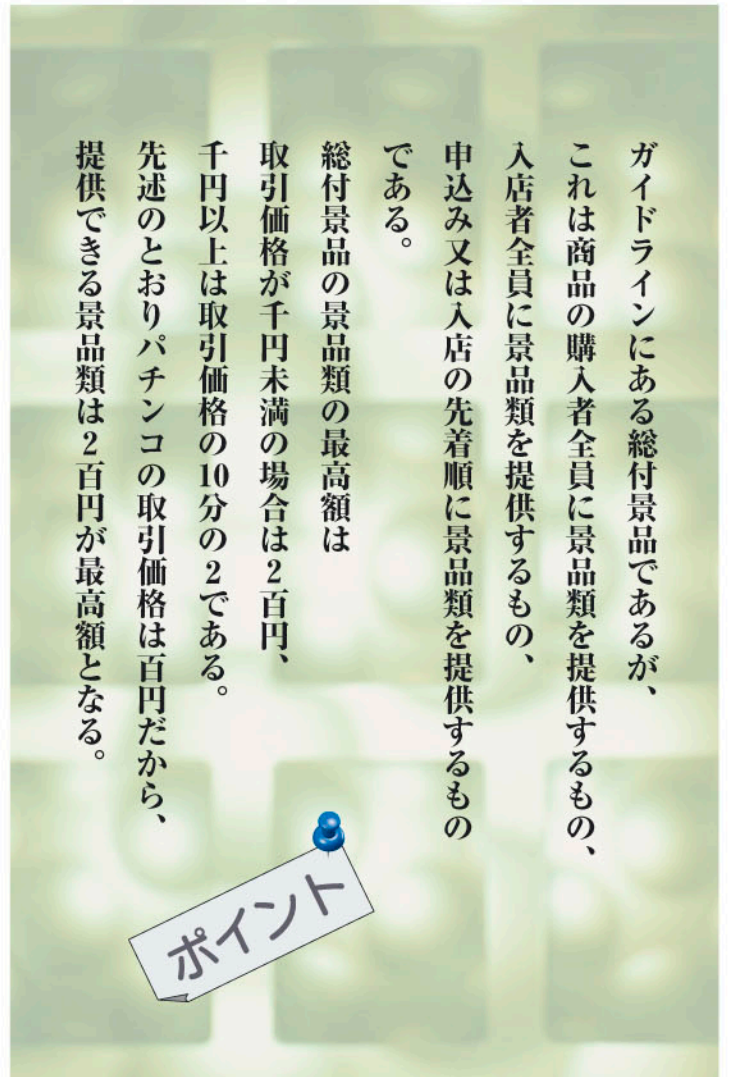 ガイドラインにある総付景品であるが、
これは商品の購入者全員に景品類を提供するもの、
入店者全員に景品類を提供するもの、
申込み又は入店の先着順に景品類を提供するもの
である。
総付景品の景品類の最高額は
取引価格が千円未満の場合は2百円、
千円以上は取引価格の10分の2である。
先述のとおりパチンコの取引価格は百円だから、
提供できる景品類は2百円が最高額となる。
ポイント